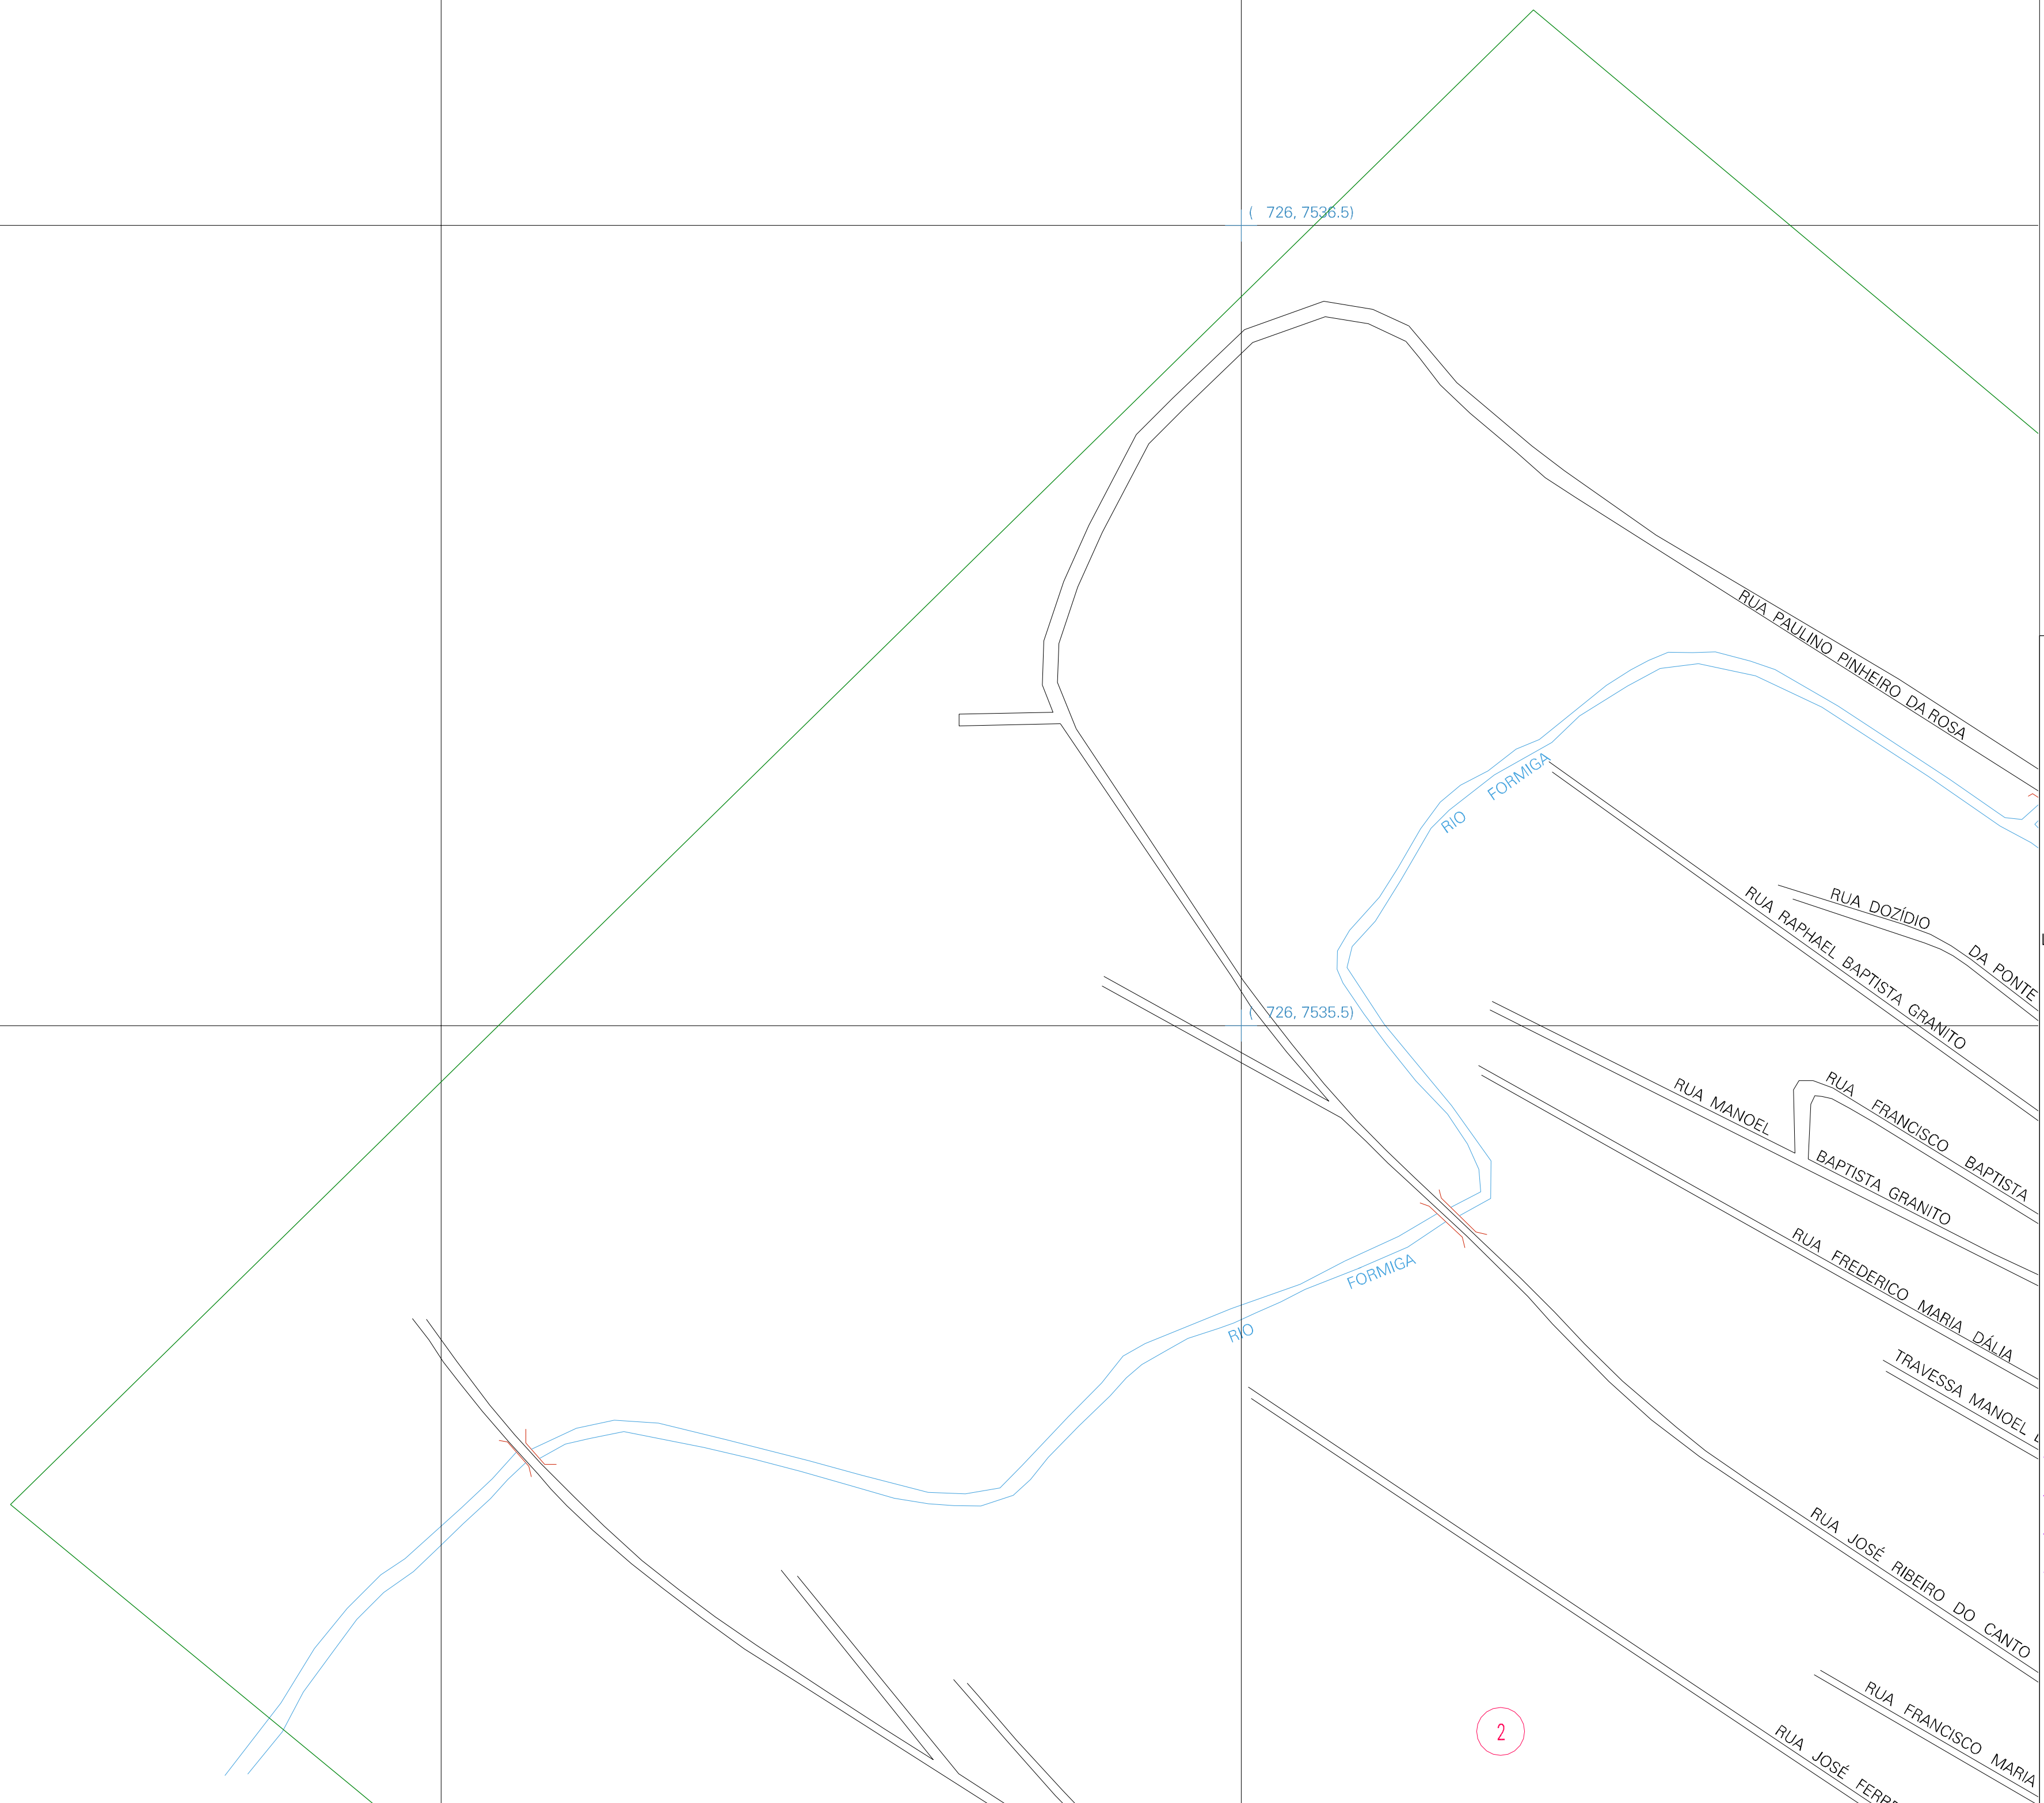 ( 726, 7536.5)
RUA PAULINO PINHEIRO DA ROSA
RIO FORMIGA
RUA DOZÍDIO DA PONTE
RUA RAPHAEL BAPTISTA GRANITO
( 726, 7535.5)
RUA FRANCISCO BAPTISTA
RUA MANOEL BAPTISTA GRANITO
RUA FREDERICO MARIA DÁLIA
RIO FORMIGA
TRAVESSA MANOEL
RUA JOSÉ RIBEIRO DO CANTO
RUA FRANCISCO MARIA
2
RUA JOSÉ